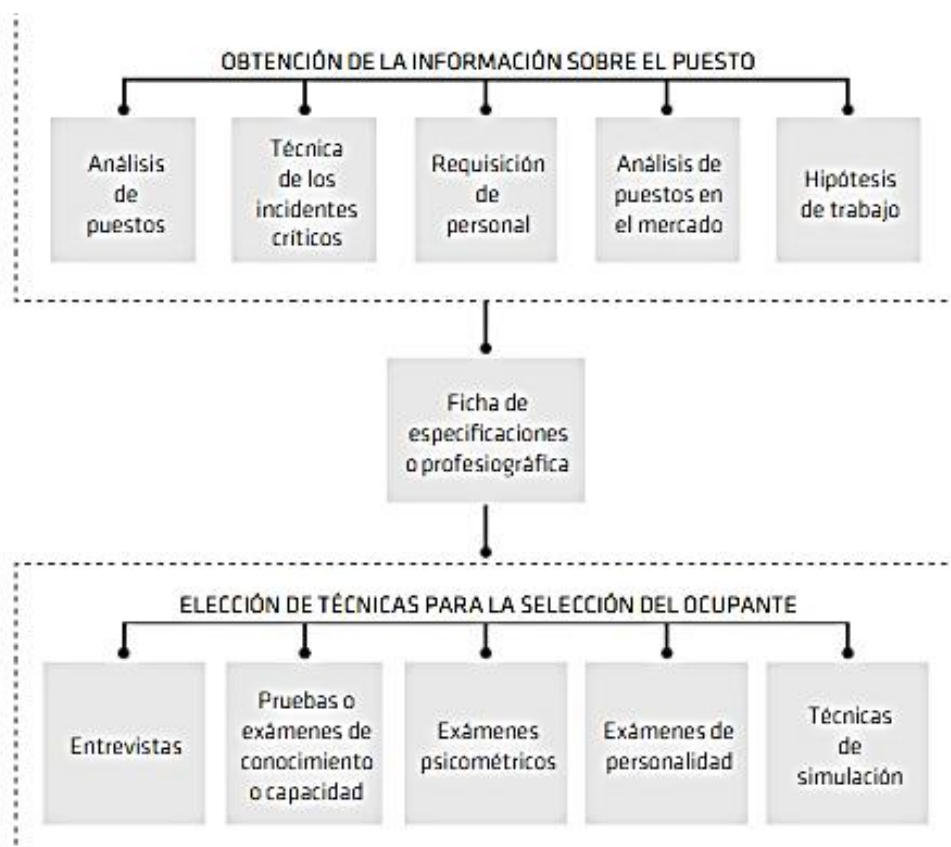 OBTENCIÓN DE LA INFORMACIÓN SOBRE EL PUESTO
Análisis
de
puestos
Técnica
de los
incidentes
críticos
Requisición
de
personal
Análisis de
puestos en
el mercado
Hipótesis
de trabajo
Ficha de
especificaciones
o profesiográfica
ELECCIÓN DE TÉCNICAS PARA LA SELECCIÓN DEL OCUPANTE
Entrevistas
Pruebas o
exámenes de
conocimiento
o capacidad
Exámenes
psicométricos
Exámenes de
personalidad
Técnicas
de
simulación